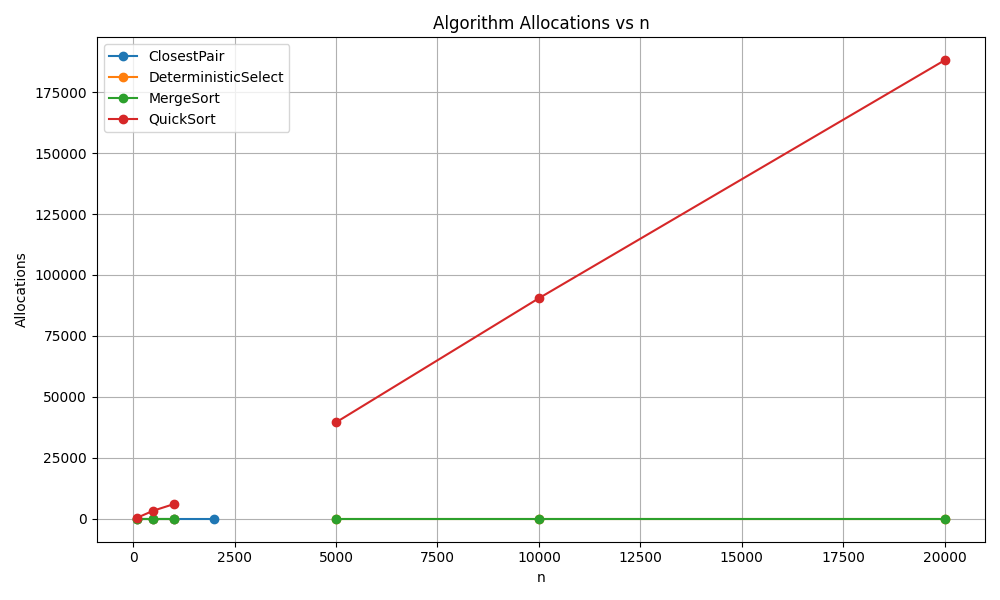 Algorithm Allocations vs n
ClosestPair
DeterministicSelect
MergeSort
QuickSort
Allocations
175000
150000
125000
100000
75000
50000
25000
0
0 2500 5000 7500 10000 12500 15000 17500 20000
n